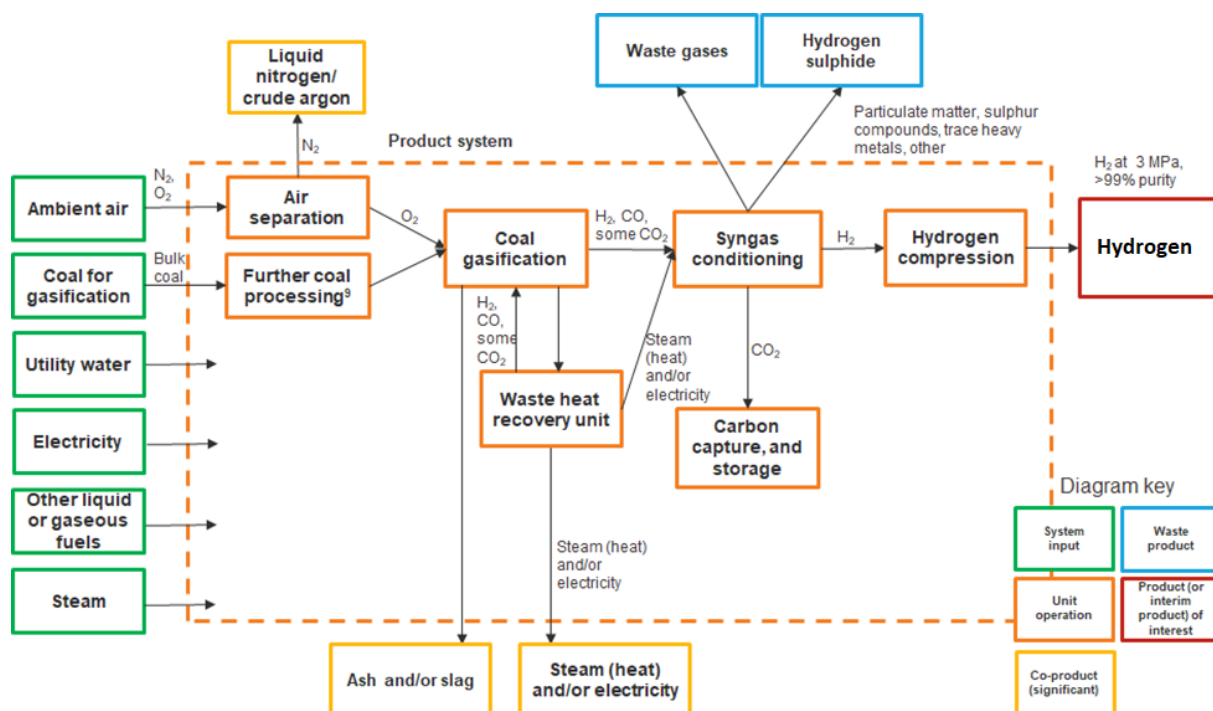 Liquid
nitrogen/
crude argon
Waste gases
Hydrogen
sulphide
Particulate matter, sulphur
compounds, trace heavy
metals, other
Product system
N₂
H₂ at 3 MPa,
>99% purity
Ambient air
N₂,
O₂
Air
separation
O₂
Coal
gasification
H₂, CO,
some CO₂
Syngas
conditioning
H₂
Hydrogen
compression
Hydrogen
Coal for
gasification
Bulk
coal
Further coal
processing⁹
H₂,
CO,
some
CO₂
Steam
(heat)
and/or
electricity
CO₂
Utility water
Waste heat
recovery unit
Carbon
capture, and
storage
Electricity
Other liquid
or gaseous
fuels
Steam (heat)
and/or
electricity
Steam
Ash and/or slag
Steam (heat)
and/or electricity
Diagram key
System
input
Waste
product
Unit
operation
Product (or
interim
product) of
interest
Co-product
(significant)